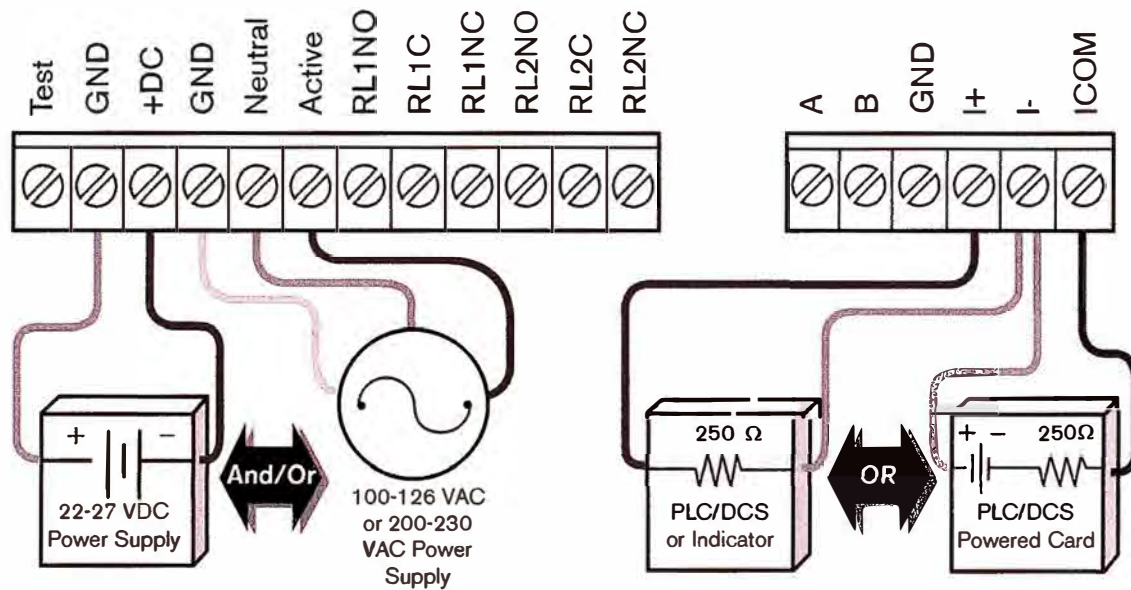 Test
GND
+DC
GND
Neutral
Active
RL1NO
RL1C
RL1NC
RL2NO
RL2C
RL2NC
A
B
GND
I+
I-
ICOM
+ −
22-27 VDC
Power Supply
And/Or
100-126 VAC
or 200-230
VAC Power
Supply
250 Ω
PLC/DCS
or Indicator
OR
+ − 250Ω
PLC/DCS
Powered Card